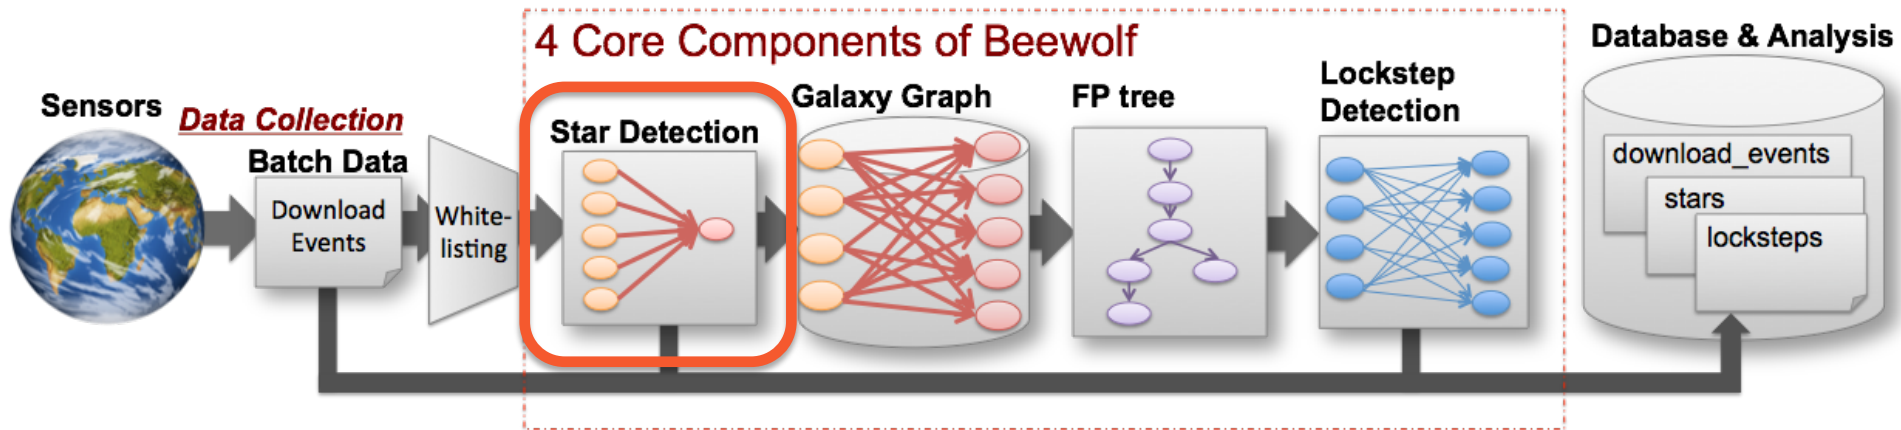 4 Core Components of Beewolf
Sensors
Data Collection
Batch Data
Download
Events
White-
listing
Star Detection
Galaxy Graph
FP tree
Lockstep
Detection
Database & Analysis
download_events
stars
locksteps